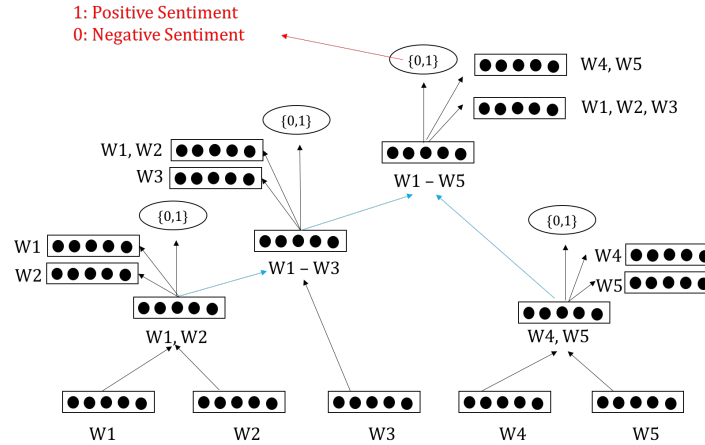 1: Positive Sentiment
0: Negative Sentiment
{0,1}
W4, W5
W1, W2, W3
{0,1}
W1, W2
W3
W1 – W5
{0,1}
{0,1}
W1
W2
W1 – W3
W4
W5
W1, W2
W4, W5
W1 W2 W3 W4 W5